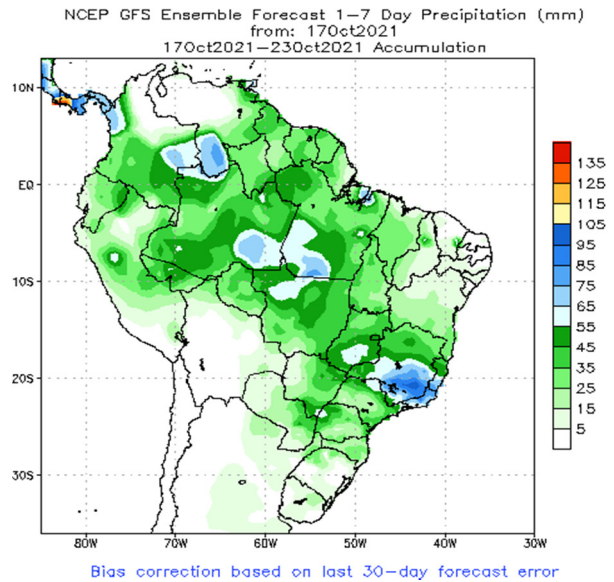 NCEP GFS Ensemble Forecast 1–7 Day Precipitation (mm)
from: 17Oct2021
17Oct2021–23Oct2021 Accumulation
10N
EQ
10S
20S
30S
80W 70W 60W 50W 40W 30W
135
125
115
105
95
85
75
65
55
45
35
25
15
5
Bias correction based on last 30–day forecast error